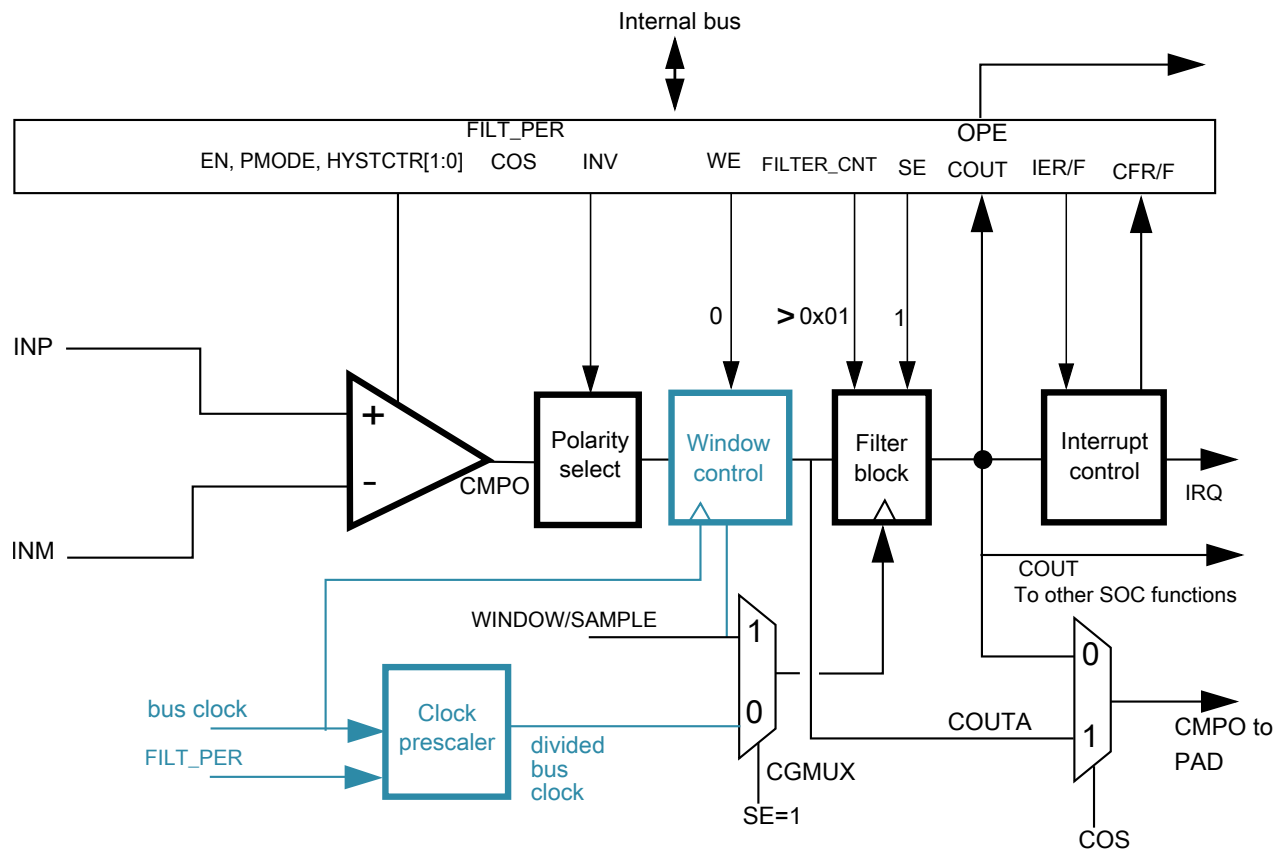 Internal bus
FILT_PER
OPE
EN, PMODE, HYSTCTR[1:0]
COS
INV
WE
FILTER_CNT
SE
COUT
IER/F
CFR/F
0
> 0x01
1
INP
+
-
INM
CMPO
Polarity
select
Window
control
Filter
block
Interrupt
control
IRQ
COUT
To other SOC functions
WINDOW/SAMPLE
1
0
CGMUX
SE=1
bus clock
FILT_PER
Clock
prescaler
divided
bus
clock
COUTA
0
1
CMPO to
PAD
COS